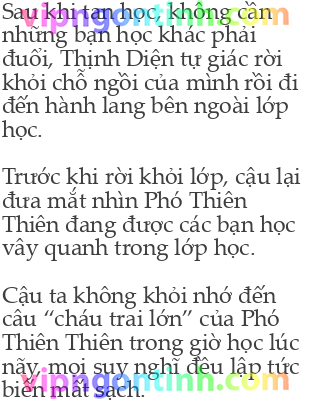 Sau khi tan học, không cần
những bạn học khác phải
đuổi, Thịnh Diện tự giác rời
khỏi chỗ ngồi của mình rồi đi
đến hành lang bên ngoài lớp
học.
Trước khi rời khỏi lớp, cậu lại
đưa mắt nhìn Phó Thiên
Thiên đang được các bạn học
vây quanh trong lớp học.
Cậu ta không khỏi nhớ đến
câu “cháu trai lớn” của Phó
Thiên Thiên trong giờ học lúc
nãy, mọi suy nghĩ đều lập tức
biến mất sạch.
vipngontinh.com
vipngontinh.com